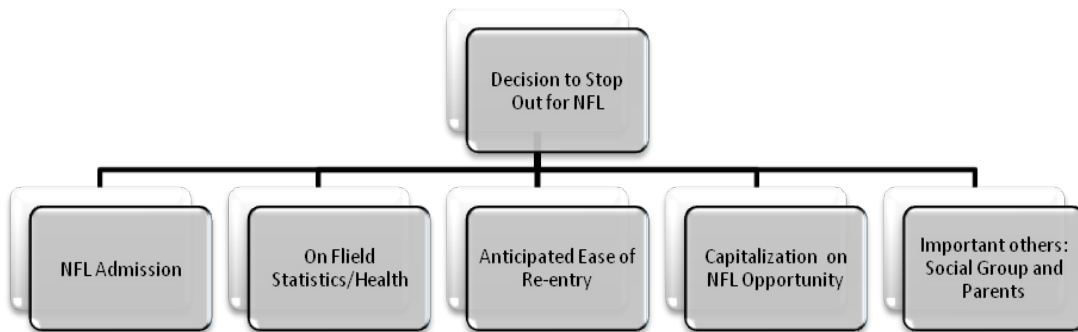 Decision to Stop
Out for NFL
NFL Admission
On Flield
Statistics/Health
Anticipated Ease of
Re-entry
Capitalization on
NFL Opportunity
Important others:
Social Group and
Parents